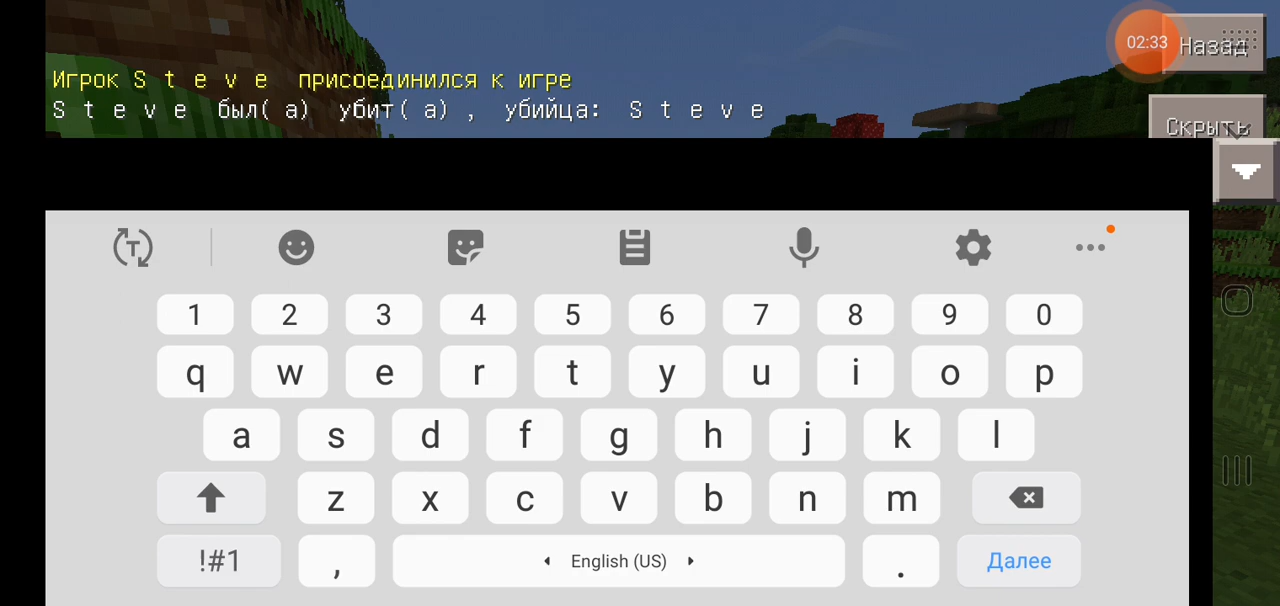 02:33
Назад
Игрок S t e v e присоединился к игре
S t e v e был( а) убит( а) , убийца: S t e v e
Скрыть
1 2 3 4 5 6 7 8 9 0
q w e r t y u i o p
a s d f g h j k l
z x c v b n m
!#1 , English (US) . Далее